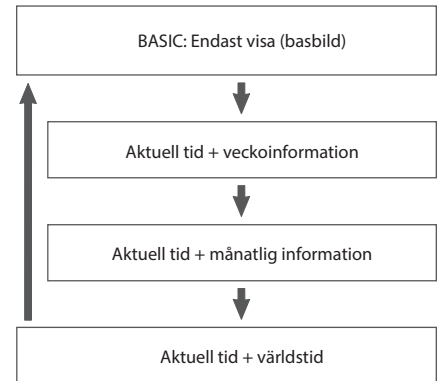 BASIC: Endast visa (basbild)
Aktuell tid + veckoinformation
Aktuell tid + månatlig information
Aktuell tid + världstid